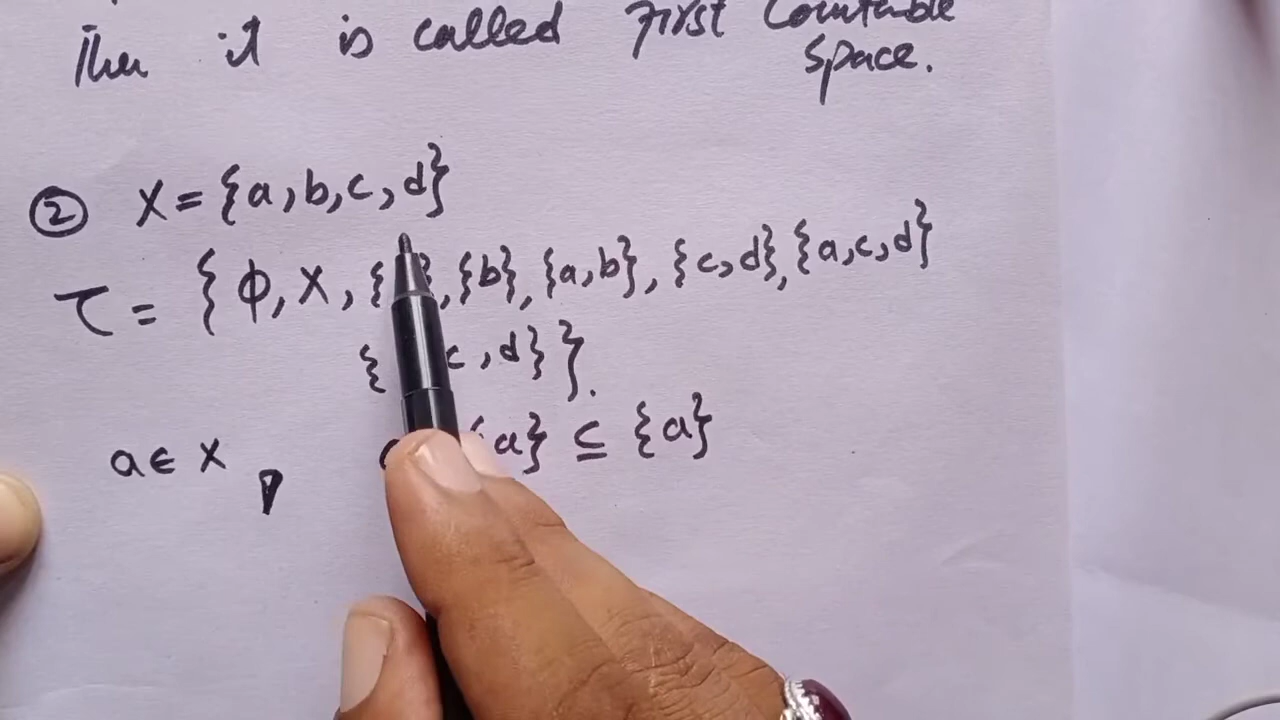 Then it is called First Countable
Space.
② X = {a, b, c, d}
τ = { ϕ, X, { }, {b}, {a, b}, {c, d}, {a, c, d}
{ c, d} }.
a ∈ X , {a} ⊆ {a}